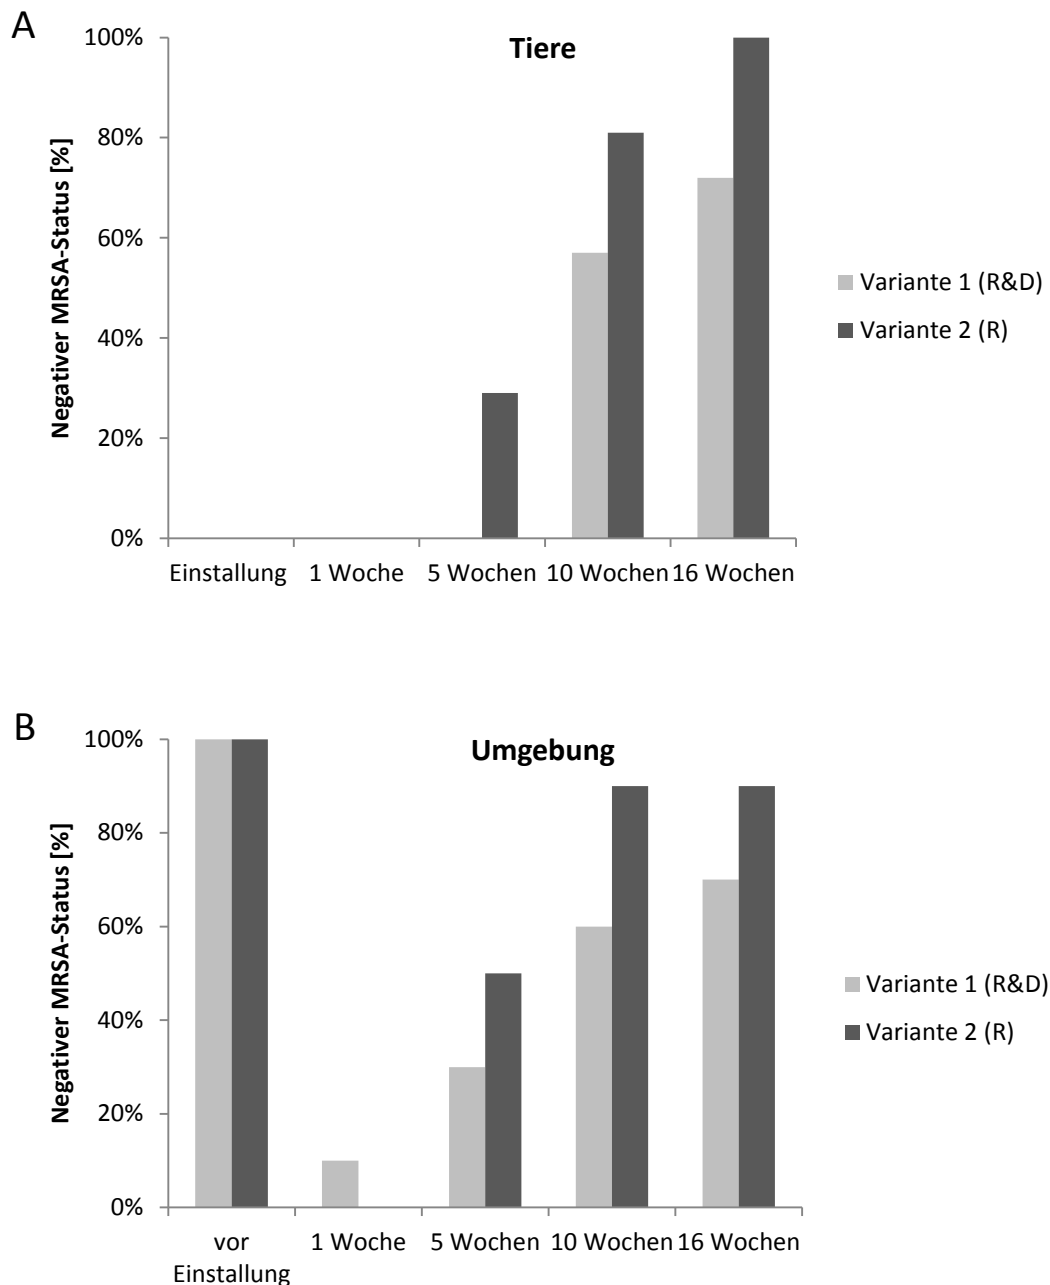 A
Tiere
Negativer MRSA-Status [%]
100%
80%
60%
40%
20%
0%
Einstallung 1 Woche 5 Wochen 10 Wochen 16 Wochen
Variante 1 (R&D)
Variante 2 (R)
B
Umgebung
Negativer MRSA-Status [%]
100%
80%
60%
40%
20%
0%
vor Einstallung 1 Woche 5 Wochen 10 Wochen 16 Wochen
Variante 1 (R&D)
Variante 2 (R)